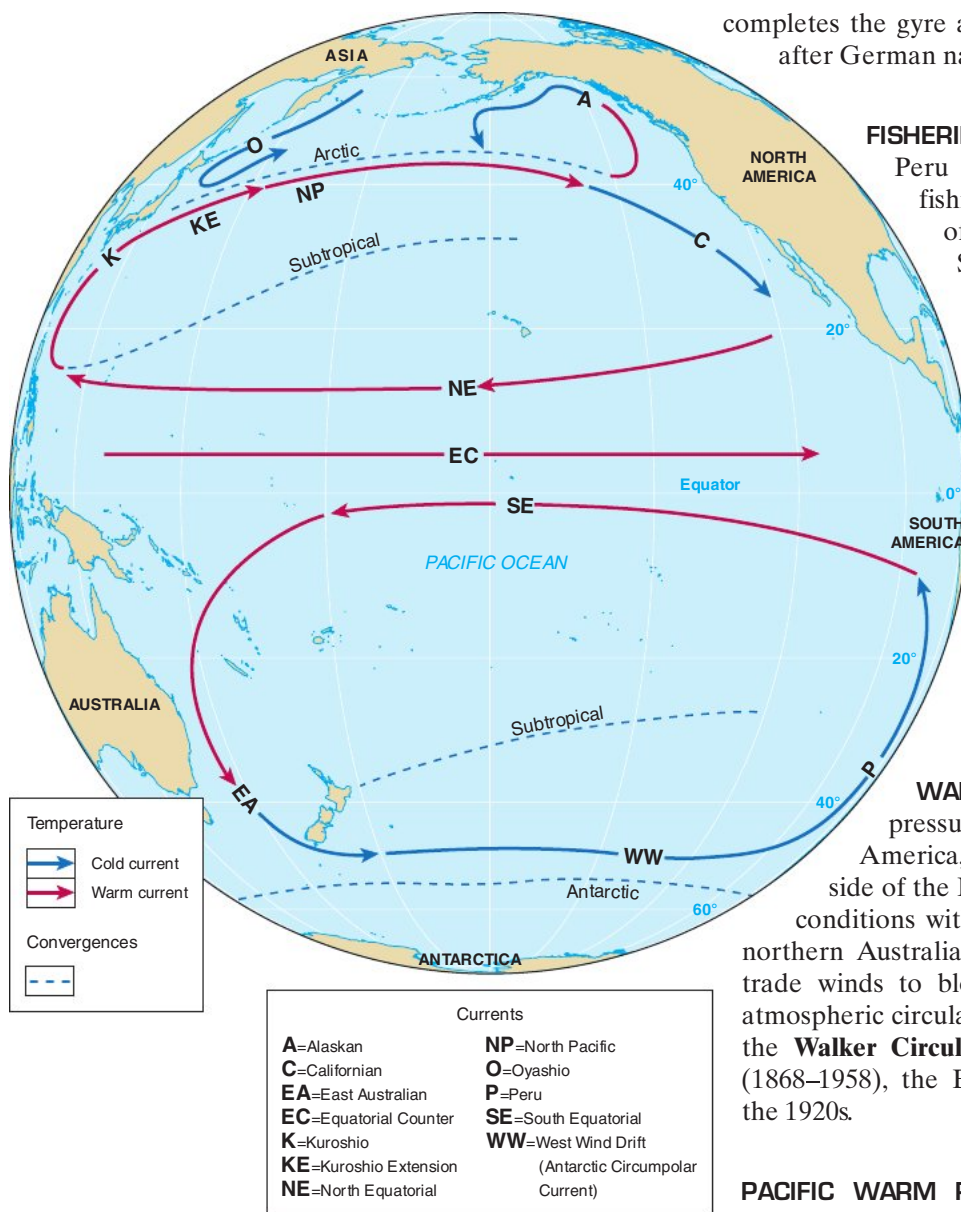 completes the gyre a
after German na
FISHERI
Peru
fish
o
S
ASIA
NORTH
AMERICA
A
O
Arctic
40°
NP
KE
C
K
Subtropical
20°
NE
EC
Equator
0°
SE
SOUTH
AMERICA
PACIFIC OCEAN
20°
AUSTRALIA
Subtropical
P
EA
40°
WW
Antarctic
60°
ANTARCTICA
Temperature
Cold current
Warm current
Convergences
WA
pressu
America,
side of the
conditions wit
northern Australia
trade winds to bl
atmospheric circula
the Walker Circul
(1868–1958), the
the 1920s.
Currents
A=Alaskan
C=Californian
EA=East Australian
EC=Equatorial Counter
K=Kuroshio
KE=Kuroshio Extension
NE=North Equatorial
NP=North Pacific
O=Oyashio
P=Peru
SE=South Equatorial
WW=West Wind Drift
(Antarctic Circumpolar
Current)
PACIFIC WARM